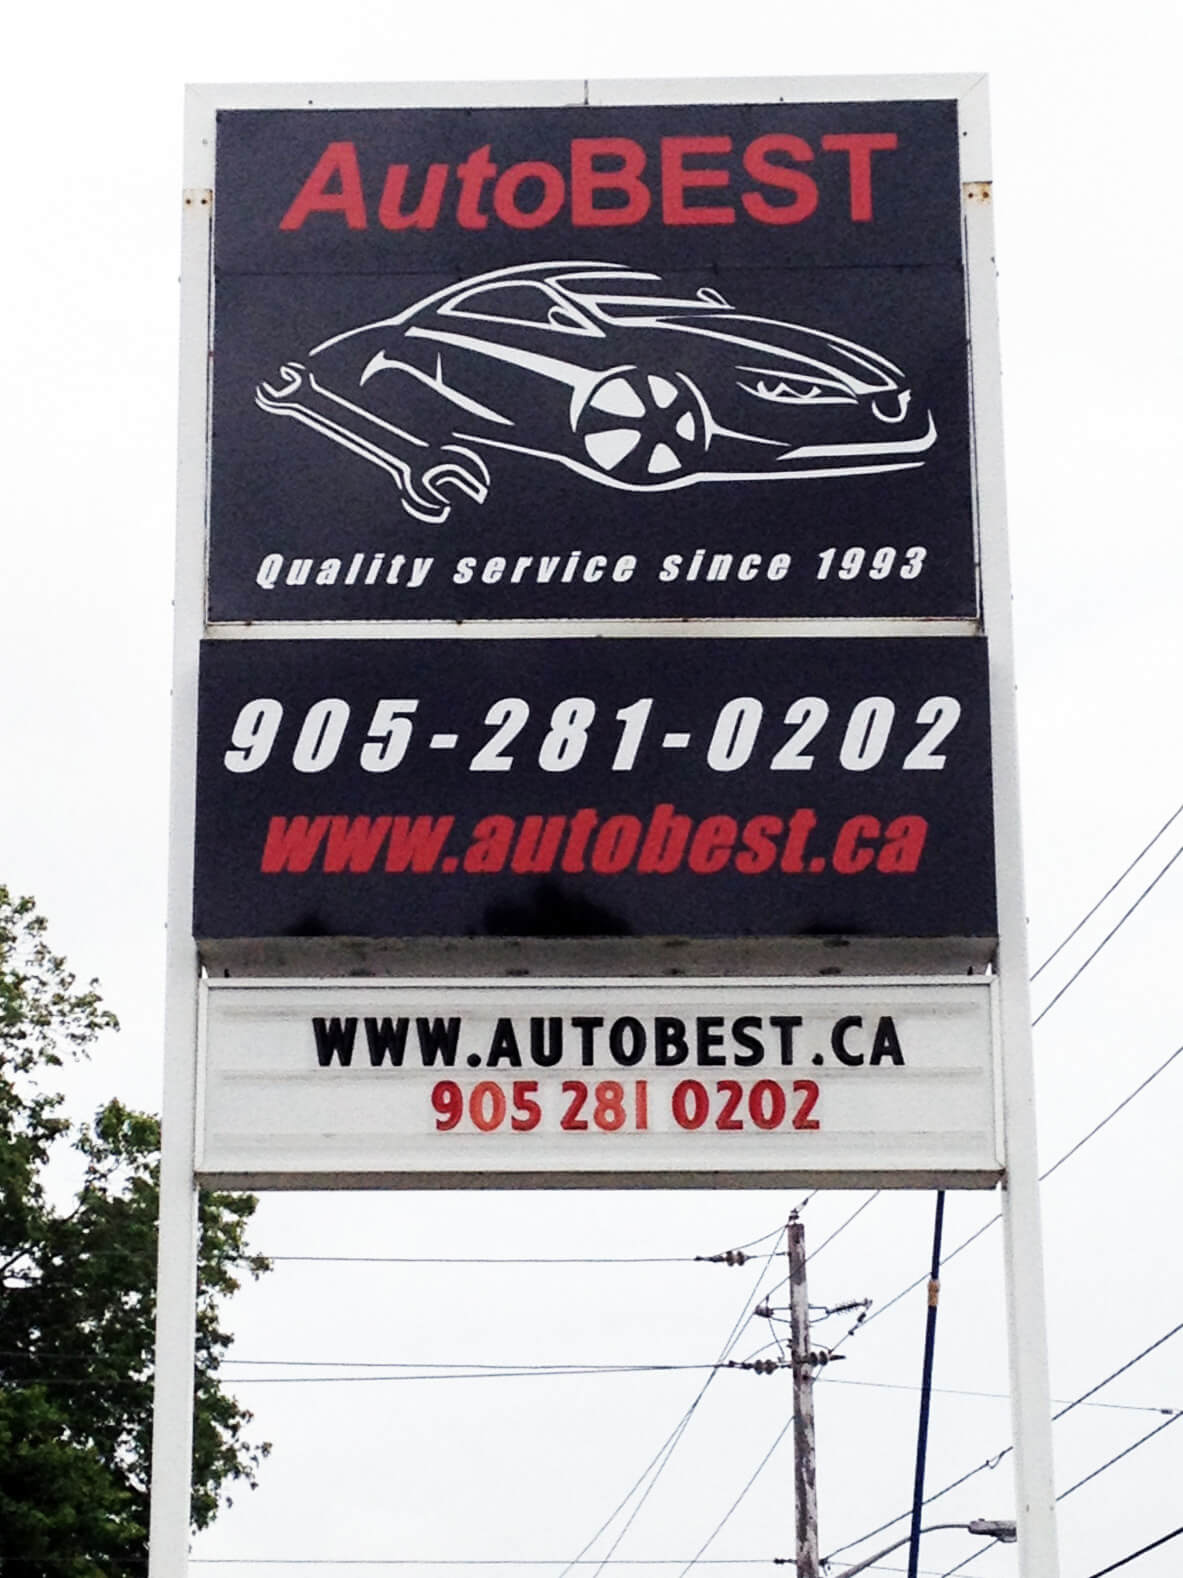 AutoBEST
Quality service since 1993
905-281-0202
www.autobest.ca
WWW.AUTOBEST.CA
905 281 0202